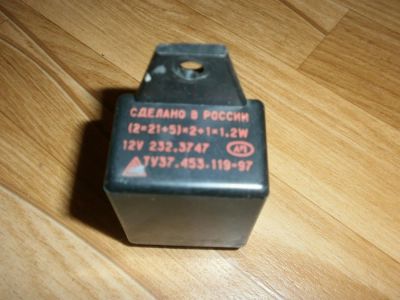 СДЕЛАНО В РОССИИ
(2=21+5)=2+1=1.2W
12V 232.3747
ТУ37.453.119-97